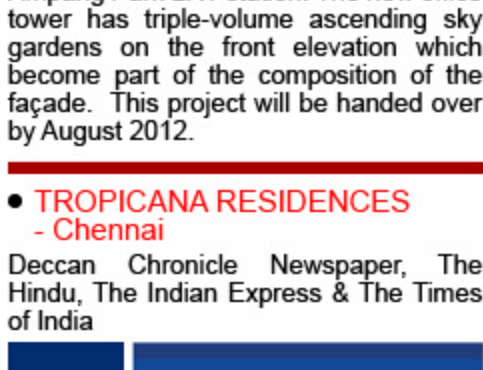 tower has triple-volume ascending sky
gardens on the front elevation which
become part of the composition of the
façade. This project will be handed over
by August 2012.
• TROPICANA RESIDENCES
- Chennai
Deccan Chronicle Newspaper, The
Hindu, The Indian Express & The Times
of India